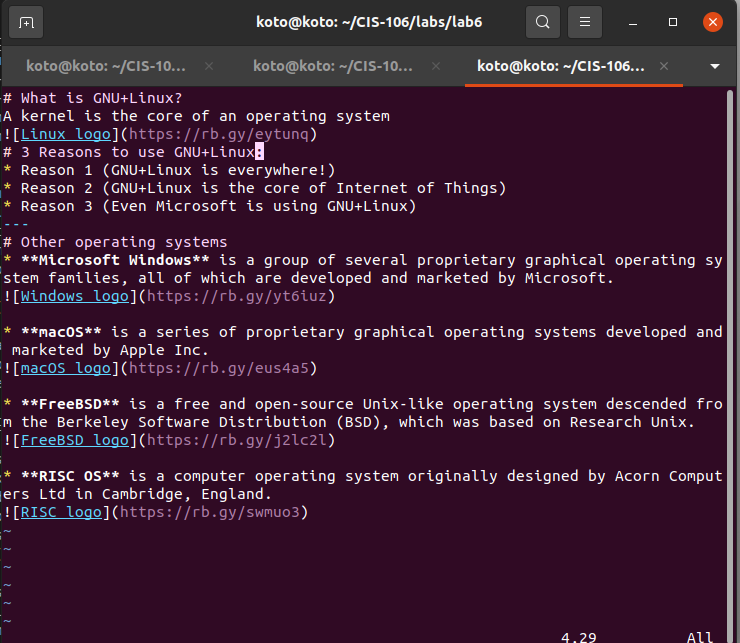 koto@koto: ~/CIS-106/labs/lab6
koto@koto: ~/CIS-10... × koto@koto: ~/CIS-10... × koto@koto: ~/CIS-106... ×
# What is GNU+Linux?
A kernel is the core of an operating system
![Linux logo](https://rb.gy/eytunq)
# 3 Reasons to use GNU+Linux:
* Reason 1 (GNU+Linux is everywhere!)
* Reason 2 (GNU+Linux is the core of Internet of Things)
* Reason 3 (Even Microsoft is using GNU+Linux)
---
# Other operating systems
* **Microsoft Windows** is a group of several proprietary graphical operating sy
stem families, all of which are developed and marketed by Microsoft.
![Windows logo](https://rb.gy/yt6iuz)
* **macOS** is a series of proprietary graphical operating systems developed and
 marketed by Apple Inc.
![macOS logo](https://rb.gy/eus4a5)
* **FreeBSD** is a free and open-source Unix-like operating system descended fro
m the Berkeley Software Distribution (BSD), which was based on Research Unix.
![FreeBSD logo](https://rb.gy/j2lc2l)
* **RISC OS** is a computer operating system originally designed by Acorn Comput
ers Ltd in Cambridge, England.
![RISC logo](https://rb.gy/swmuo3)
~
~
~
~
~
~
4,29 All